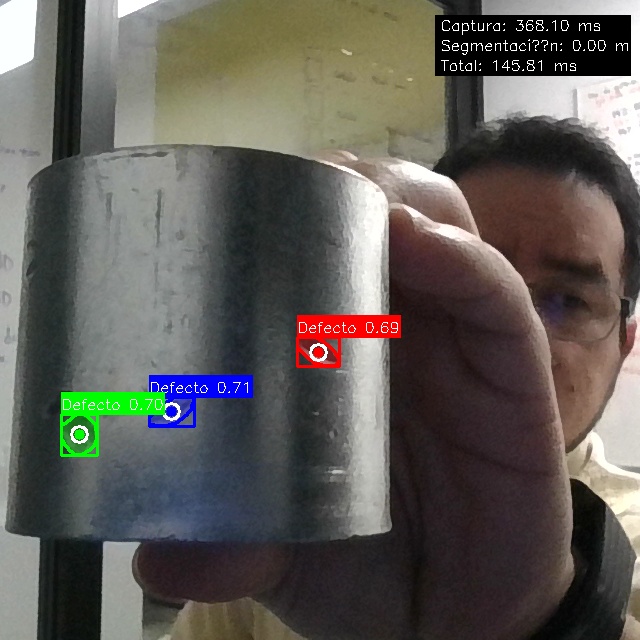 Captura: 368.10 ms
Segmentaci??n: 0.00 m
Total: 145.81 ms
Defecto 0.69
Defecto 0.71
Defecto 0.70